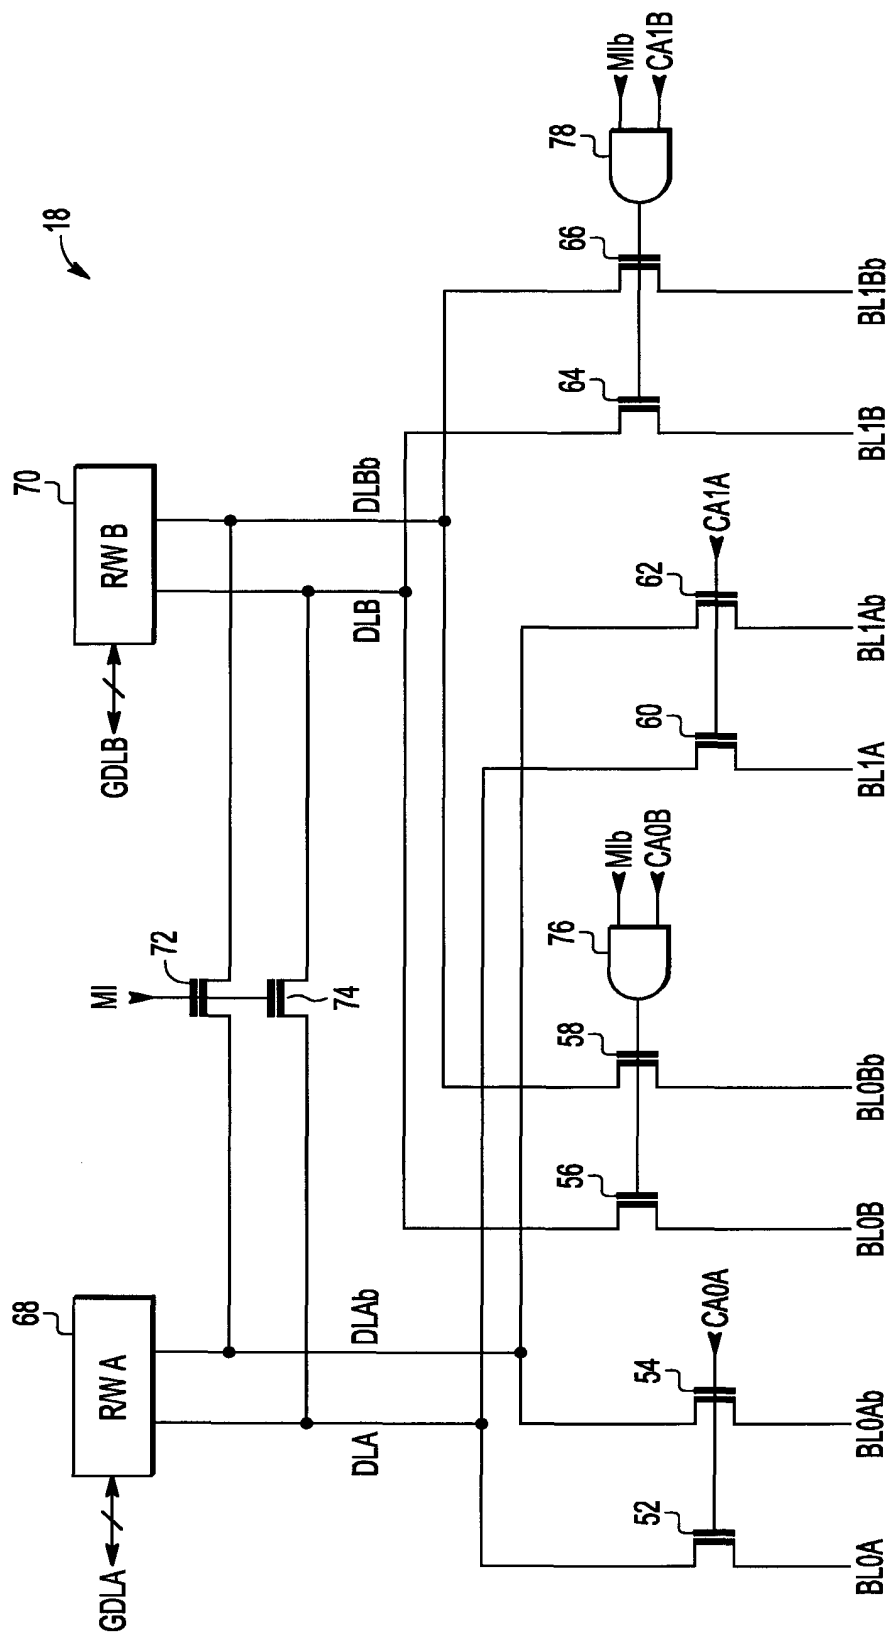 18
68
R/W A
GDLA
70
R/W B
GDLB
MI
72
74
DLA
DLAb
DLB
DLBb
52
54
CA0A
56
58
76
MIb
CA0B
60
62
CA1A
64
66
78
MIb
CA1B
BL0A
BL0Ab
BL0B
BL0Bb
BL1A
BL1Ab
BL1B
BL1Bb